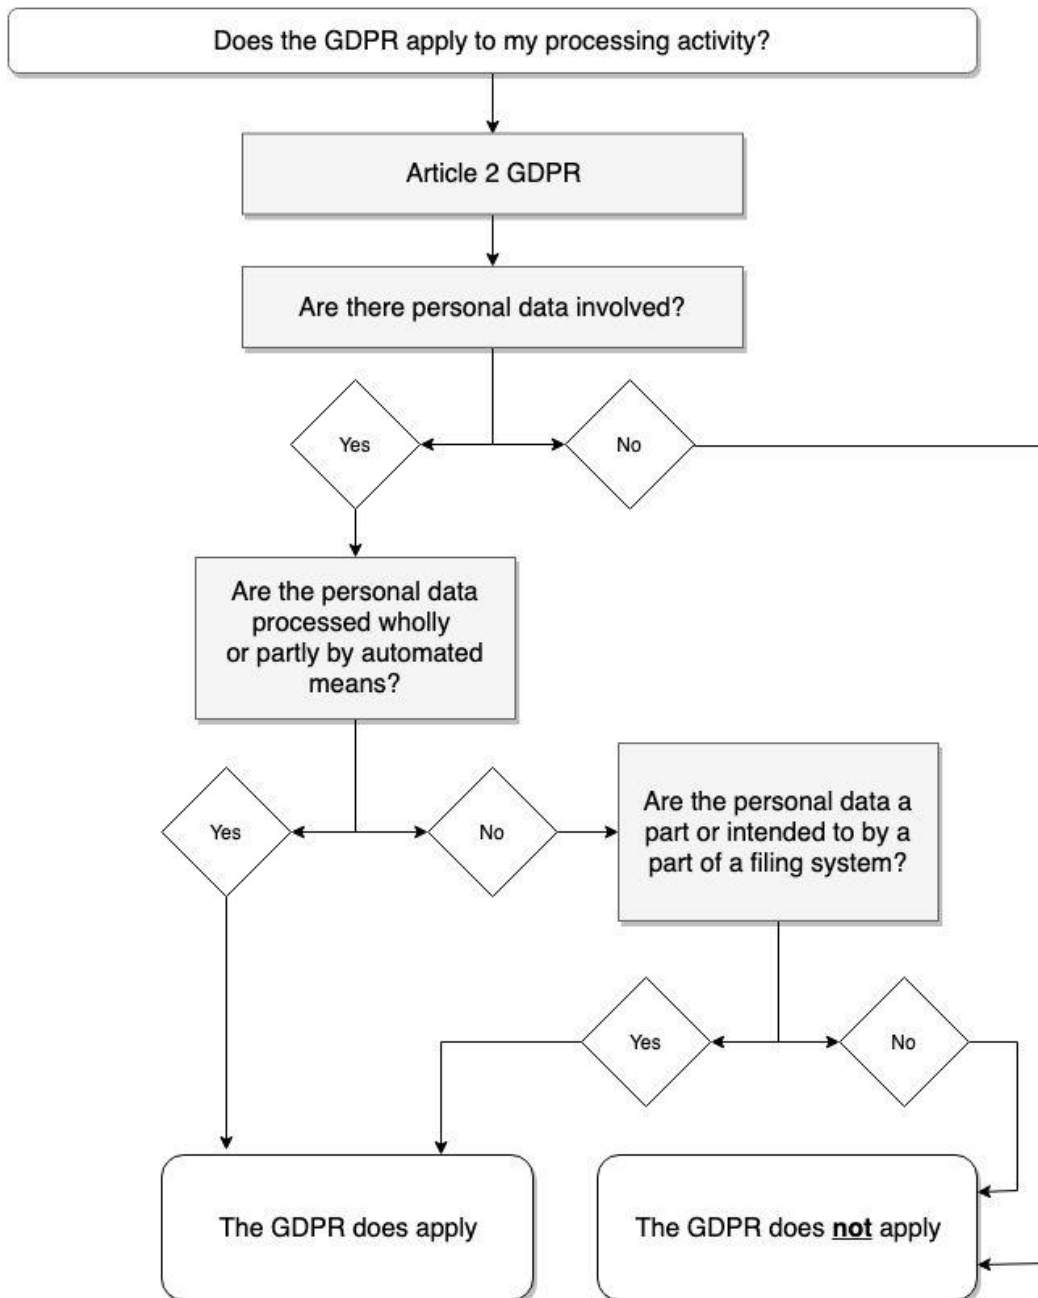 Does the GDPR apply to my processing activity?
Article 2 GDPR
Are there personal data involved?
Yes
No
Are the personal data
processed wholly
or partly by automated
means?
Yes
No
Are the personal data a
part or intended to by a
part of a filing system?
Yes
No
The GDPR does apply
The GDPR does not apply